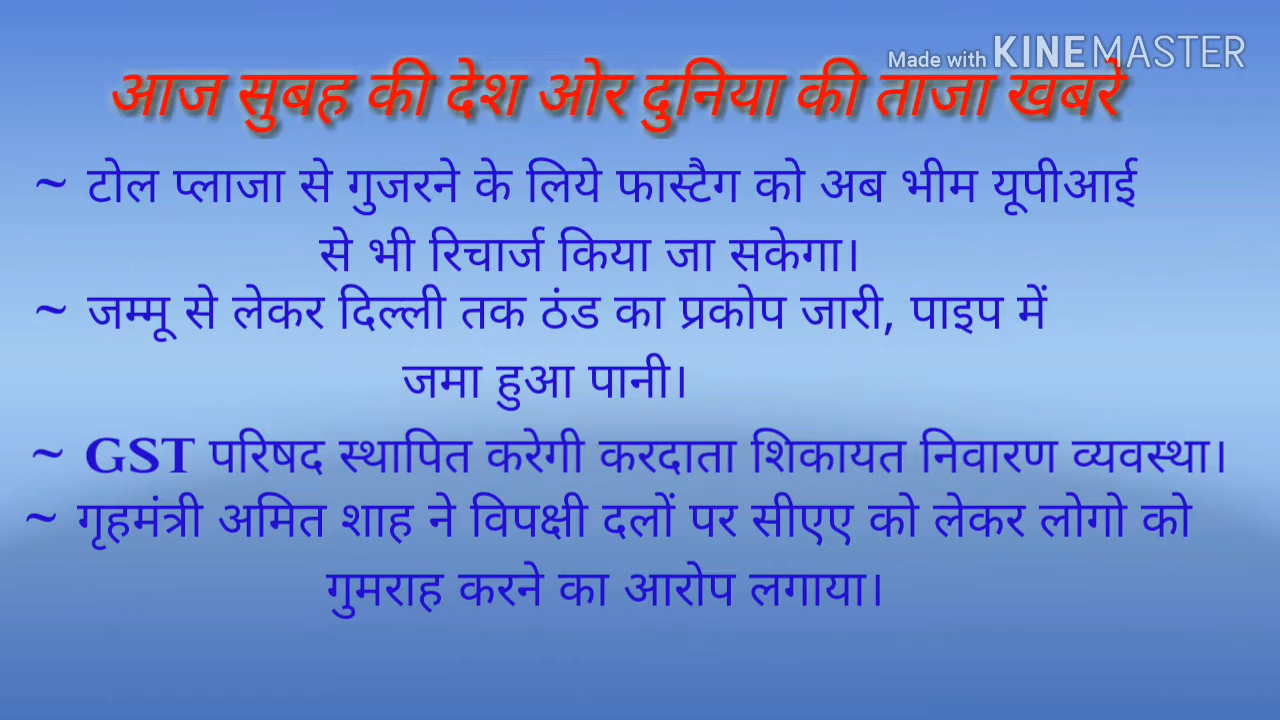 Made with KINEMASTER
आज सुबह की देश ओर दुनिया की ताजा खबरे
~ टोल प्लाजा से गुजरने के लिये फास्टैग को अब भीम यूपीआई
से भी रिचार्ज किया जा सकेगा।
~ जम्मू से लेकर दिल्ली तक ठंड का प्रकोप जारी, पाइप में
जमा हुआ पानी।
~ GST परिषद स्थापित करेगी करदाता शिकायत निवारण व्यवस्था।
~ गृहमंत्री अमित शाह ने विपक्षी दलों पर सीएए को लेकर लोगो को
गुमराह करने का आरोप लगाया।